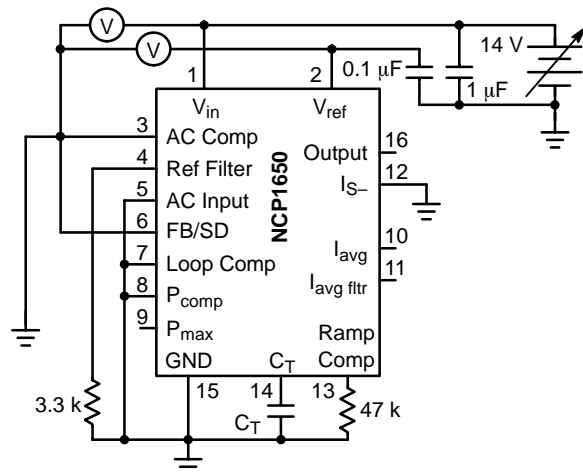 V
V
14 V
1
2
0.1 μF
1 μF
Vin
Vref
3
AC Comp
4
Ref Filter
5
AC Input
6
FB/SD
7
Loop Comp
8
Pcomp
9
Pmax
NCP1650
16
Output
12
IS–
10
Iavg
11
Iavg fltr
Ramp
Comp
GND
CT
15
14
13
3.3 k
CT
47 k